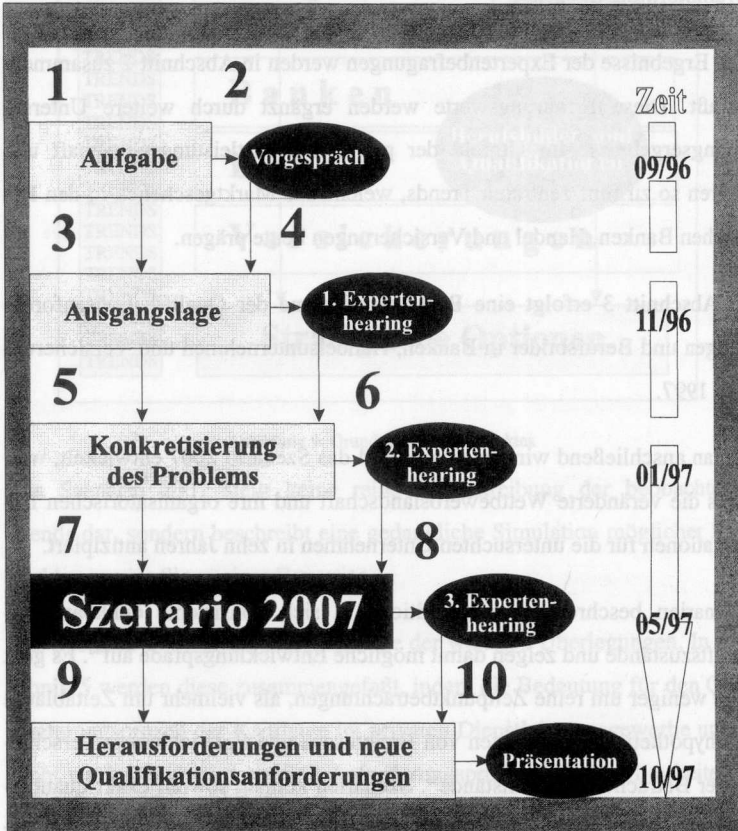 1
2
Zeit
Aufgabe
Vorgespräch
09/96
3
4
Ausgangslage
1. Experten-
hearing
11/96
5
6
Konkretisierung
des Problems
2. Experten-
hearing
01/97
7
8
Szenario 2007
3. Experten-
hearing
05/97
9
10
Herausforderungen und neue
Qualifikationsanforderungen
Präsentation
10/97